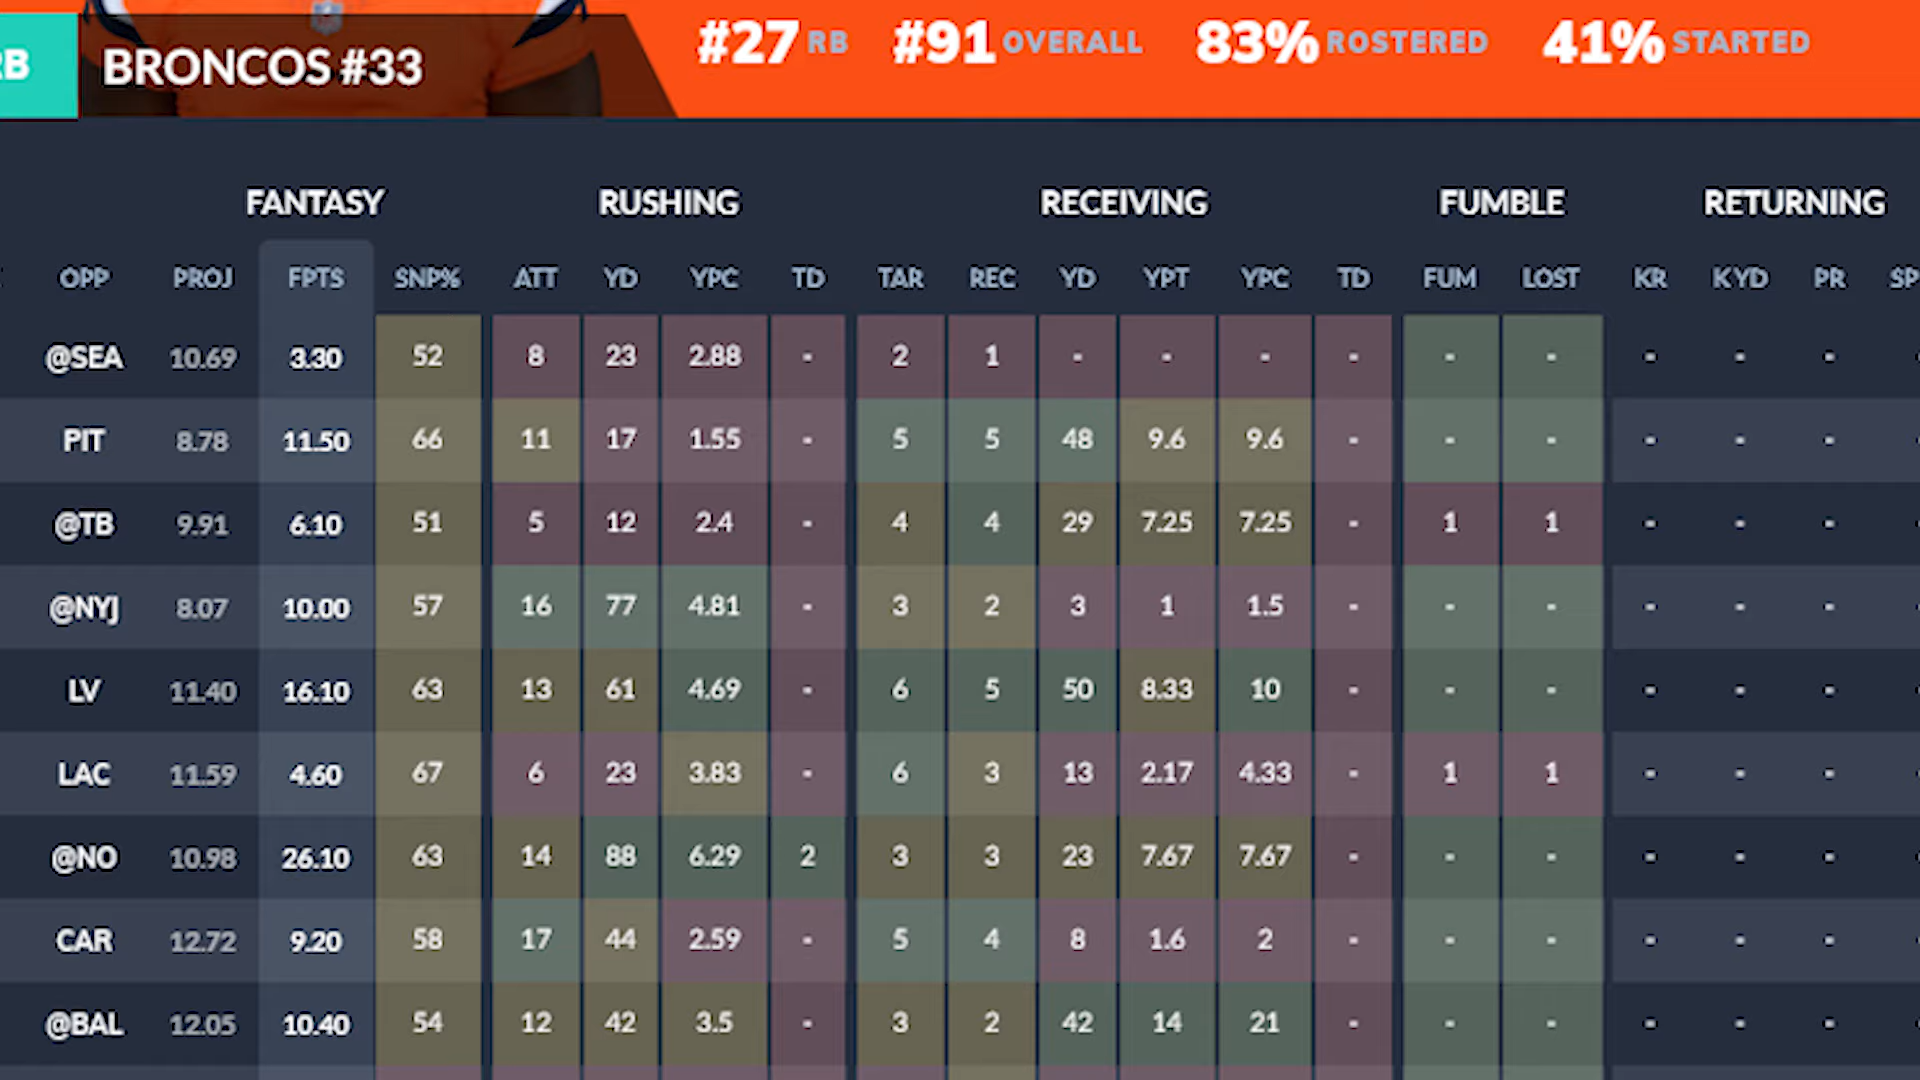 RB BRONCOS #33 #27 RB #91 OVERALL 83% ROSTERED 41% STARTED
FANTASY RUSHING RECEIVING FUMBLE RETURNING
OPP PROJ FPTS SNP% ATT YD YPC TD TAR REC YD YPT YPC TD FUM LOST KR KYD PR SP
@SEA 10.69 3.30 52 8 23 2.88 - 2 1 - - - - - - - - -
PIT 8.78 11.50 66 11 17 1.55 - 5 5 48 9.6 9.6 - - - - - -
@TB 9.91 6.10 51 5 12 2.4 - 4 4 29 7.25 7.25 - 1 1 - - -
@NYJ 8.07 10.00 57 16 77 4.81 - 3 2 3 1 1.5 - - - - - -
LV 11.40 16.10 63 13 61 4.69 - 6 5 50 8.33 10 - - - - - -
LAC 11.59 4.60 67 6 23 3.83 - 6 3 13 2.17 4.33 - 1 1 - - -
@NO 10.98 26.10 63 14 88 6.29 2 3 3 23 7.67 7.67 - - - - - -
CAR 12.72 9.20 58 17 44 2.59 - 5 4 8 1.6 2 - - - - - -
@BAL 12.05 10.40 54 12 42 3.5 - 3 2 42 14 21 - - - - - -